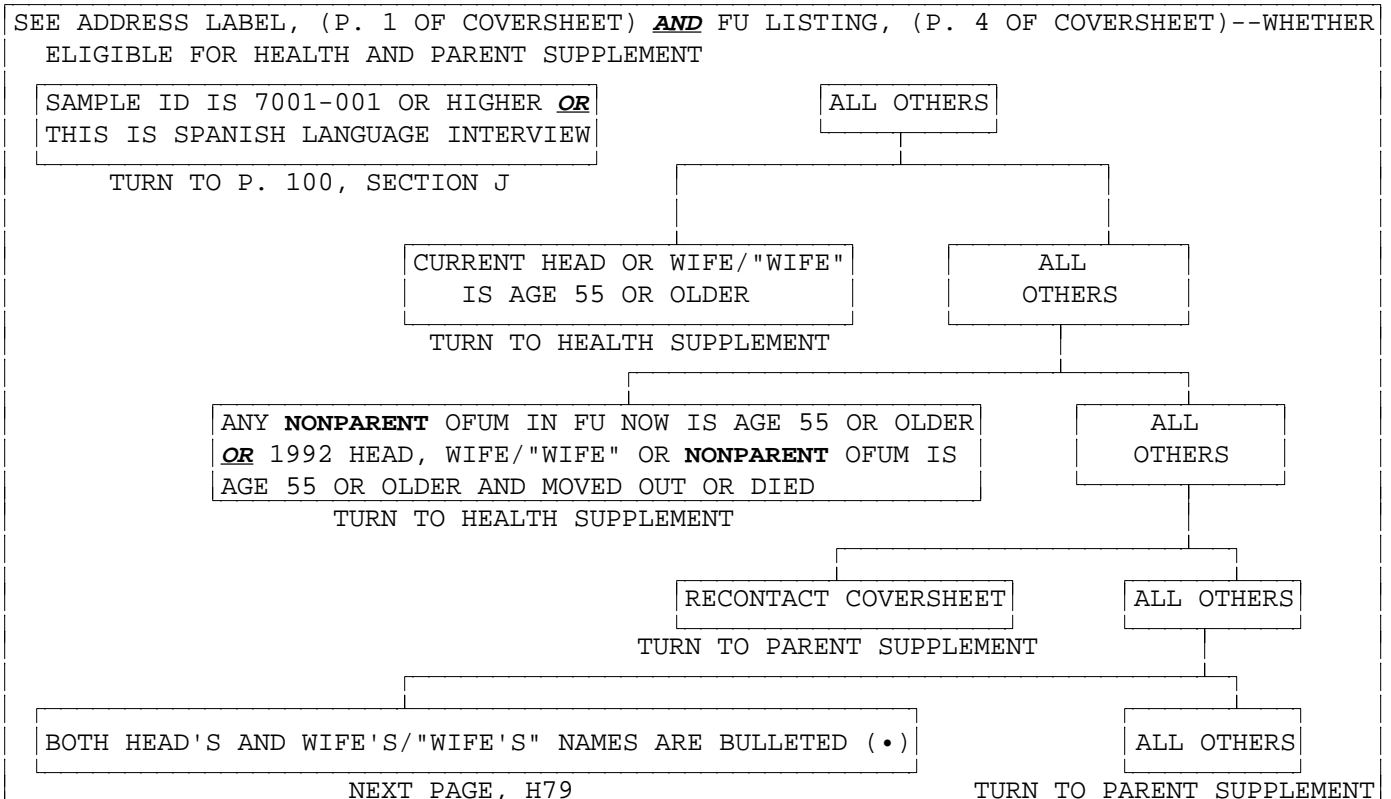 SEE ADDRESS LABEL, (P. 1 OF COVERSHEET) AND FU LISTING, (P. 4 OF COVERSHEET)--WHETHER
ELIGIBLE FOR HEALTH AND PARENT SUPPLEMENT
SAMPLE ID IS 7001-001 OR HIGHER OR
THIS IS SPANISH LANGUAGE INTERVIEW
TURN TO P. 100, SECTION J
ALL OTHERS
CURRENT HEAD OR WIFE/"WIFE"
IS AGE 55 OR OLDER
TURN TO HEALTH SUPPLEMENT
ALL
OTHERS
ANY NONPARENT OFUM IN FU NOW IS AGE 55 OR OLDER
OR 1992 HEAD, WIFE/"WIFE" OR NONPARENT OFUM IS
AGE 55 OR OLDER AND MOVED OUT OR DIED
TURN TO HEALTH SUPPLEMENT
ALL
OTHERS
RECONTACT COVERSHEET
TURN TO PARENT SUPPLEMENT
ALL OTHERS
BOTH HEAD'S AND WIFE'S/"WIFE'S" NAMES ARE BULLETED (•)
NEXT PAGE, H79
ALL OTHERS
TURN TO PARENT SUPPLEMENT